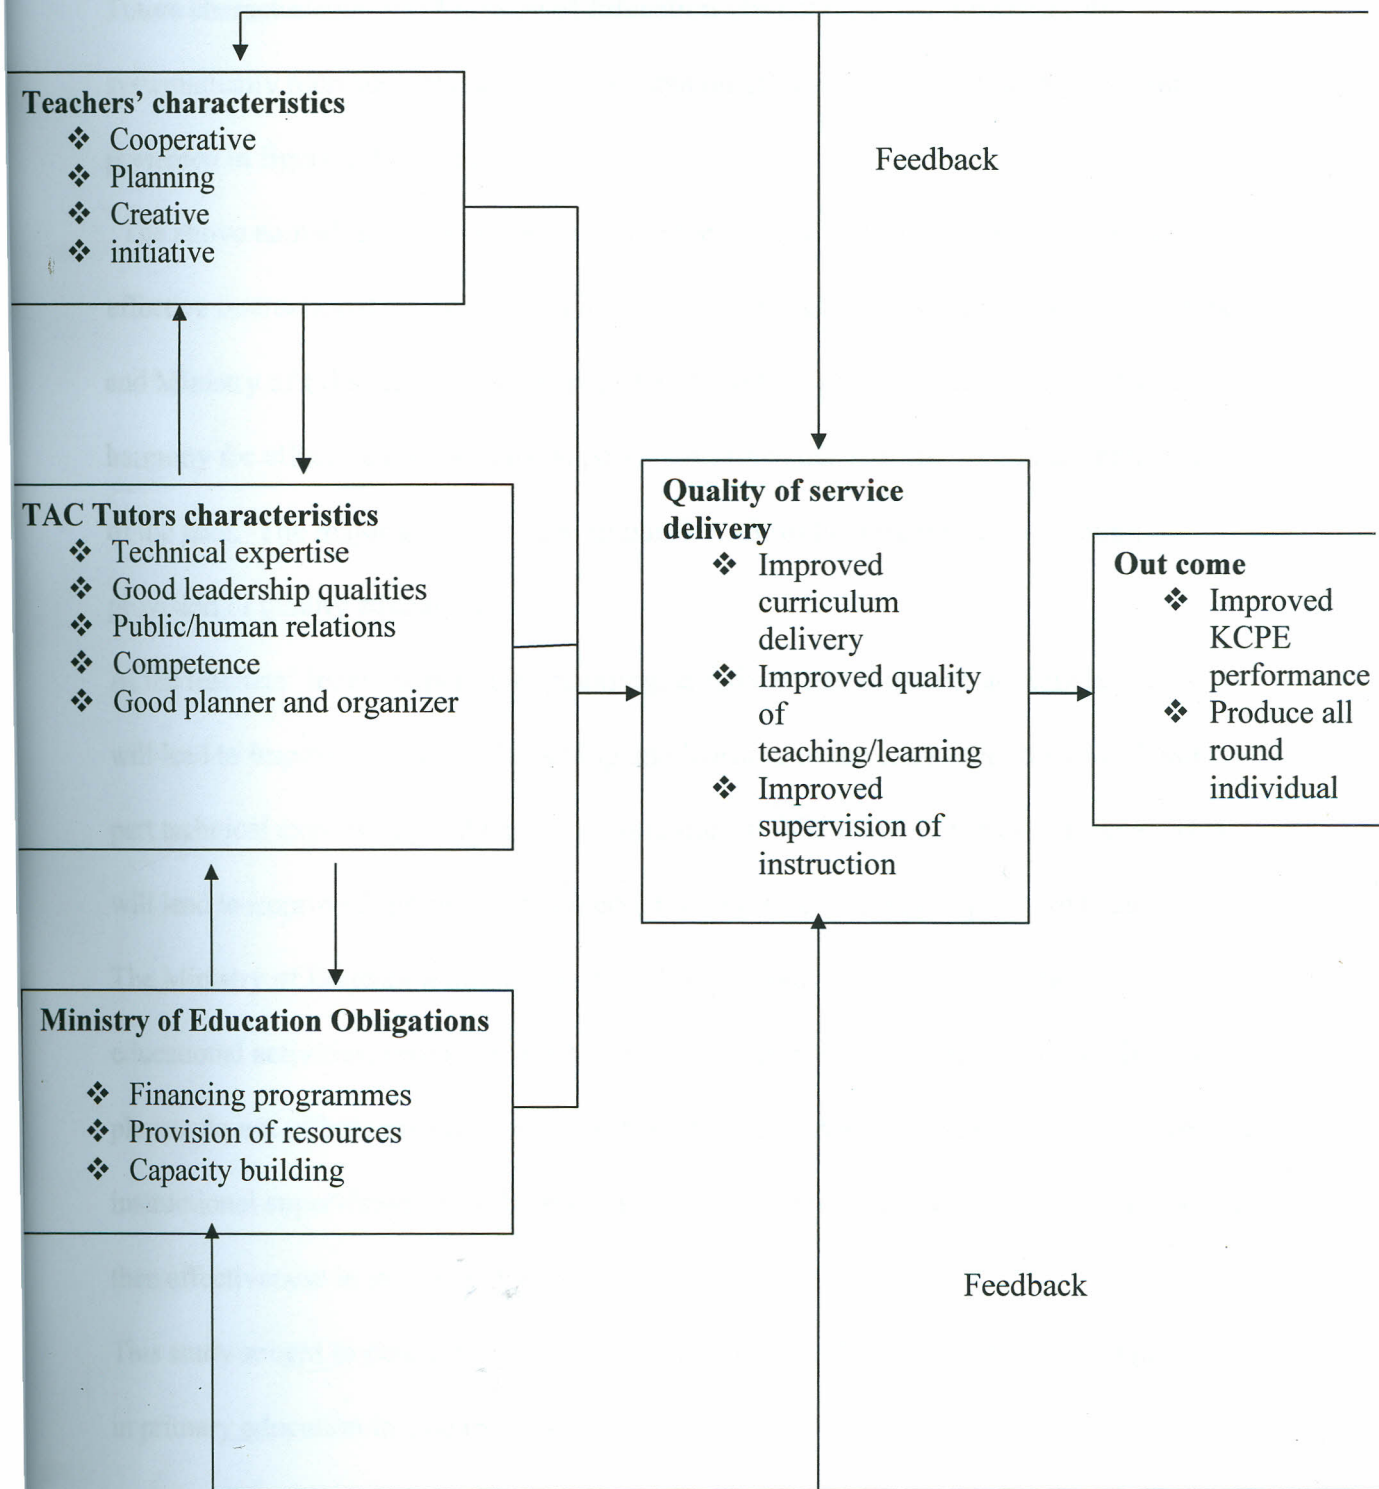 Teachers' characteristics
❖ Cooperative
❖ Planning
❖ Creative
❖ initiative
Feedback
TAC Tutors characteristics
❖ Technical expertise
❖ Good leadership qualities
❖ Public/human relations
❖ Competence
❖ Good planner and organizer
Ministry of Education Obligations
❖ Financing programmes
❖ Provision of resources
❖ Capacity building
Quality of service
delivery
❖ Improved
curriculum
delivery
❖ Improved quality
of
teaching/learning
❖ Improved
supervision of
instruction
Out come
❖ Improved
KCPE
performance
❖ Produce all
round
individual
Feedback